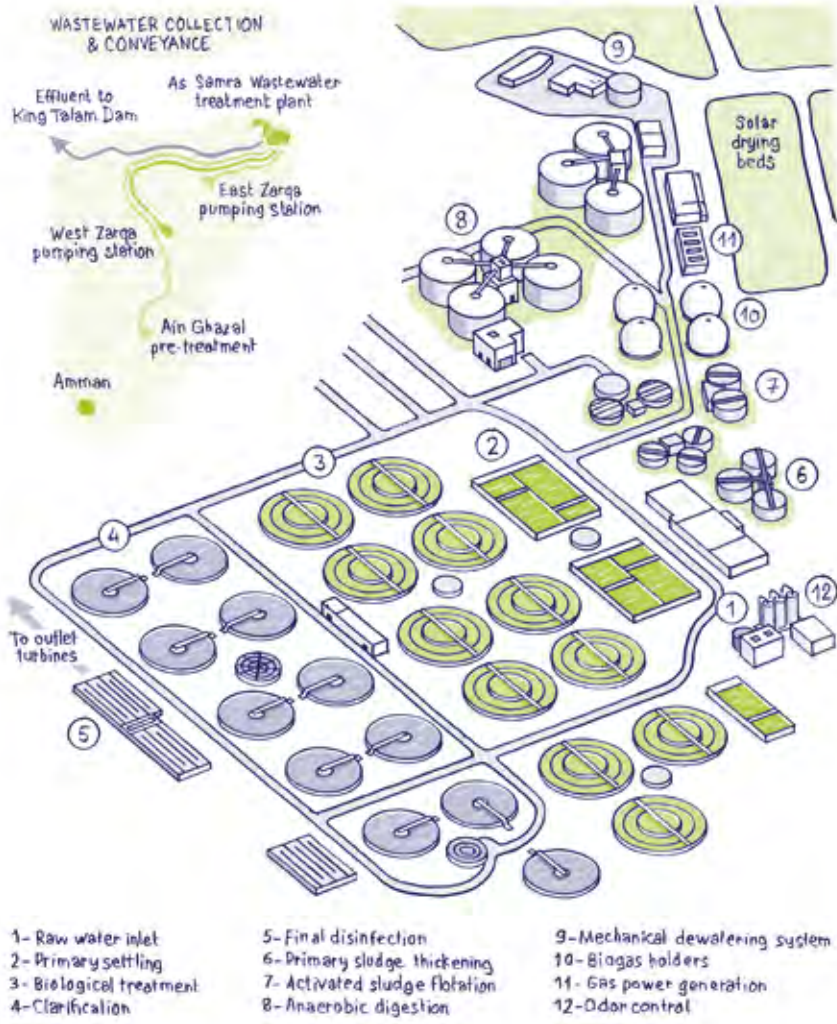 WASTEWATER COLLECTION
& CONVEYANCE
As Samra Wastewater
treatment plant
Effluent to
King Talam Dam
East Zarqa
pumping station
West Zarqa
pumping station
Ain Ghazal
pre-treatment
Amman
9
Solar
drying
beds
8
11
10
7
2
3
6
4
1
12
To outlet
turbines
5
1- Raw water inlet
2- Primary settling
3- Biological treatment
4- Clarification
5- Final disinfection
6- Primary sludge thickening
7- Activated sludge flotation
8- Anaerobic digestion
9- Mechanical dewatering system
10- Biogas holders
11- Gas power generation
12- Odor control